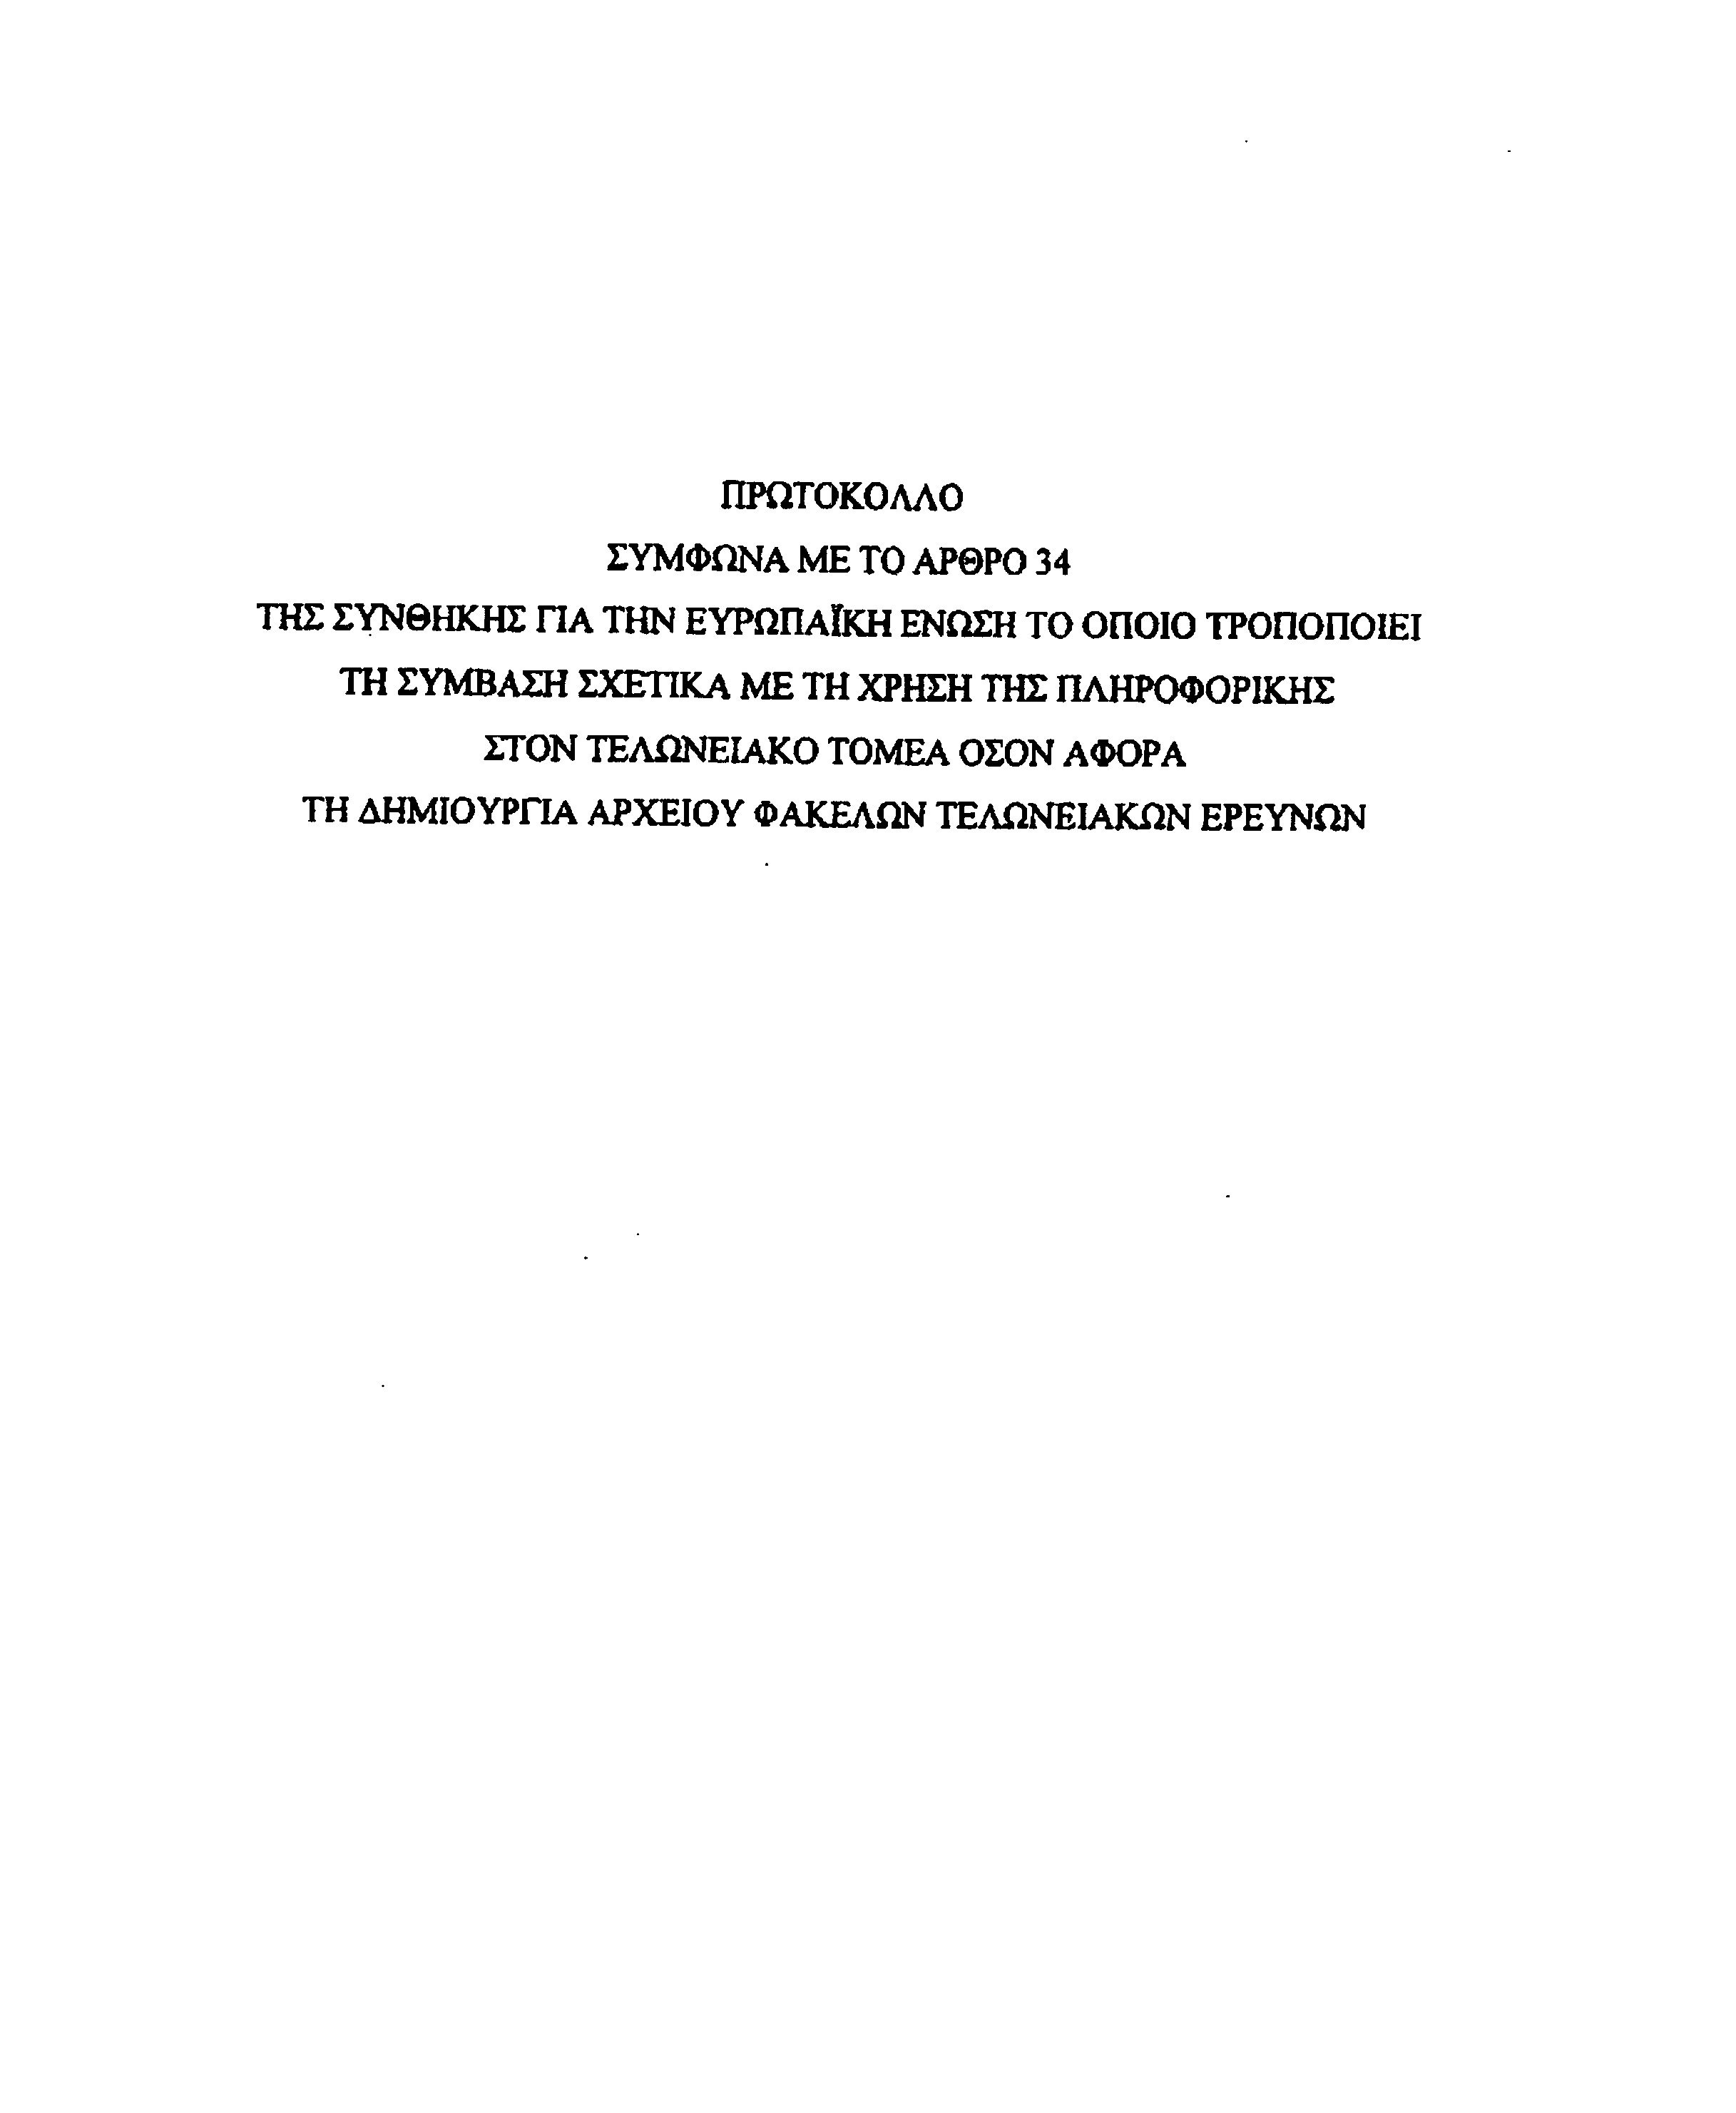 ΠΡΩΤΟΚΟΛΛΟ
ΣΥΜΦΩΝΑ ΜΕ ΤΟ ΑΡΘΡΟ 34
ΤΗΣ ΣΥΝΘΗΚΗΣ ΓΙΑ ΤΗΝ ΕΥΡΩΠΑΪΚΗ ΕΝΩΣΗ ΤΟ ΟΠΟΙΟ ΤΡΟΠΟΠΟΙΕΙ
ΤΗ ΣΥΜΒΑΣΗ ΣΧΕΤΙΚΑ ΜΕ ΤΗ ΧΡΗΣΗ ΤΗΣ ΠΛΗΡΟΦΟΡΙΚΗΣ
ΣΤΟΝ ΤΕΛΩΝΕΙΑΚΟ ΤΟΜΕΑ ΟΣΟΝ ΑΦΟΡΑ
ΤΗ ΔΗΜΙΟΥΡΓΙΑ ΑΡΧΕΙΟΥ ΦΑΚΕΛΩΝ ΤΕΛΩΝΕΙΑΚΩΝ ΕΡΕΥΝΩΝ